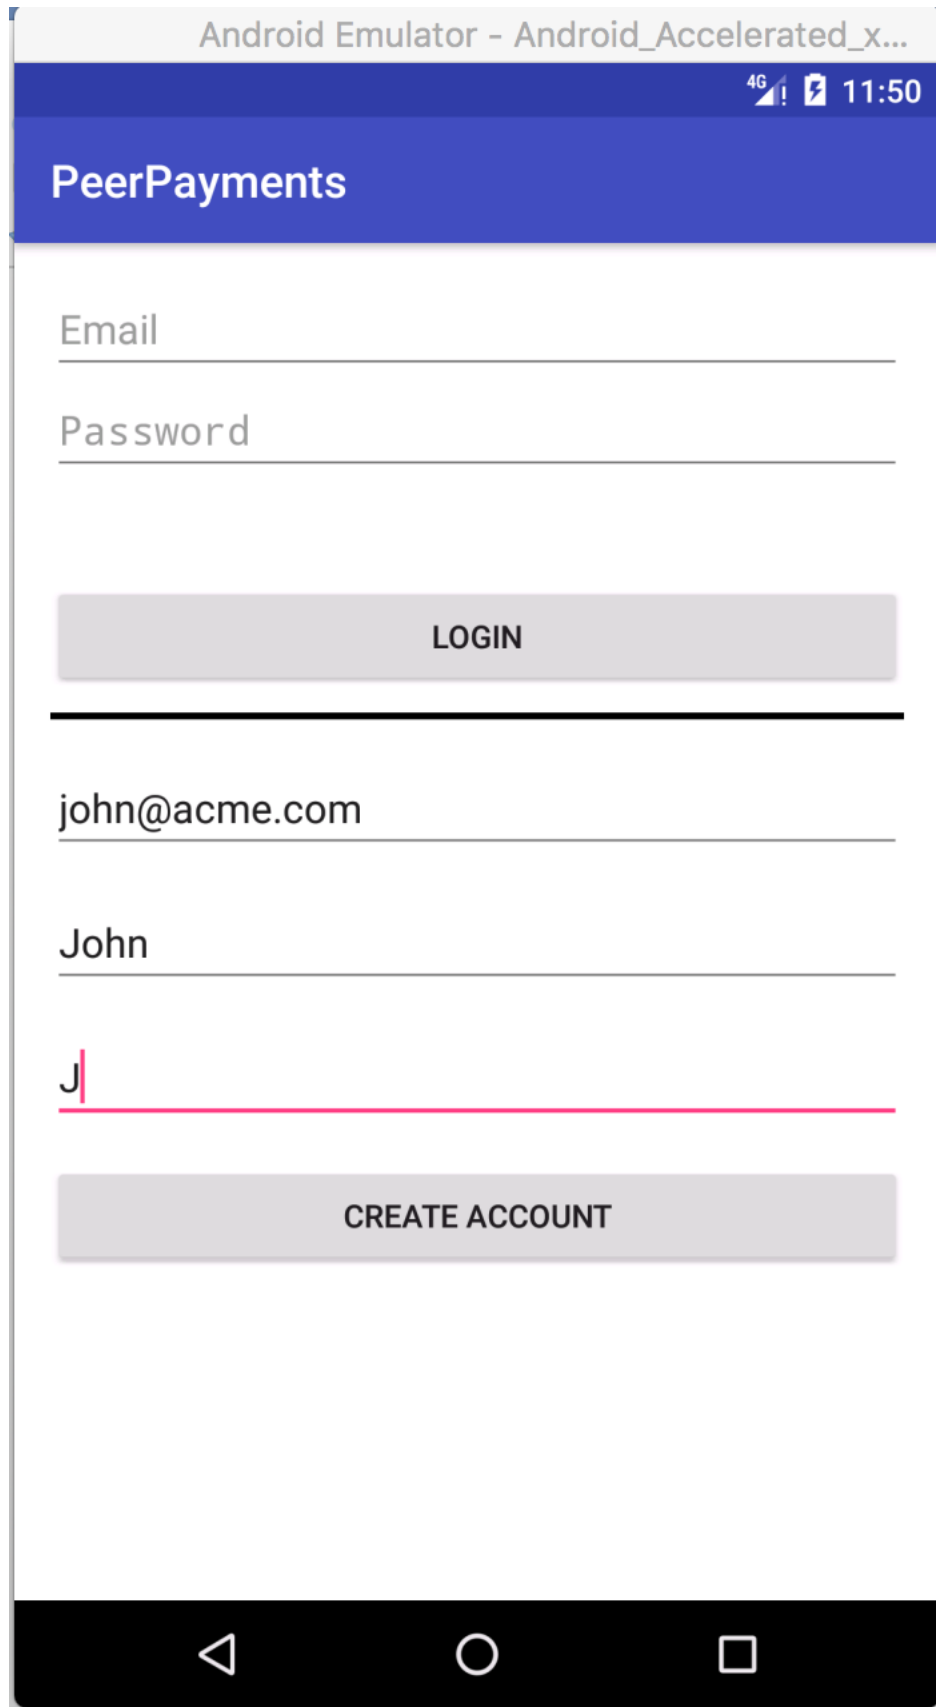 Android Emulator - Android_Accelerated_x...
4G 11:50
PeerPayments
Email
Password
LOGIN
john@acme.com
John
J
CREATE ACCOUNT